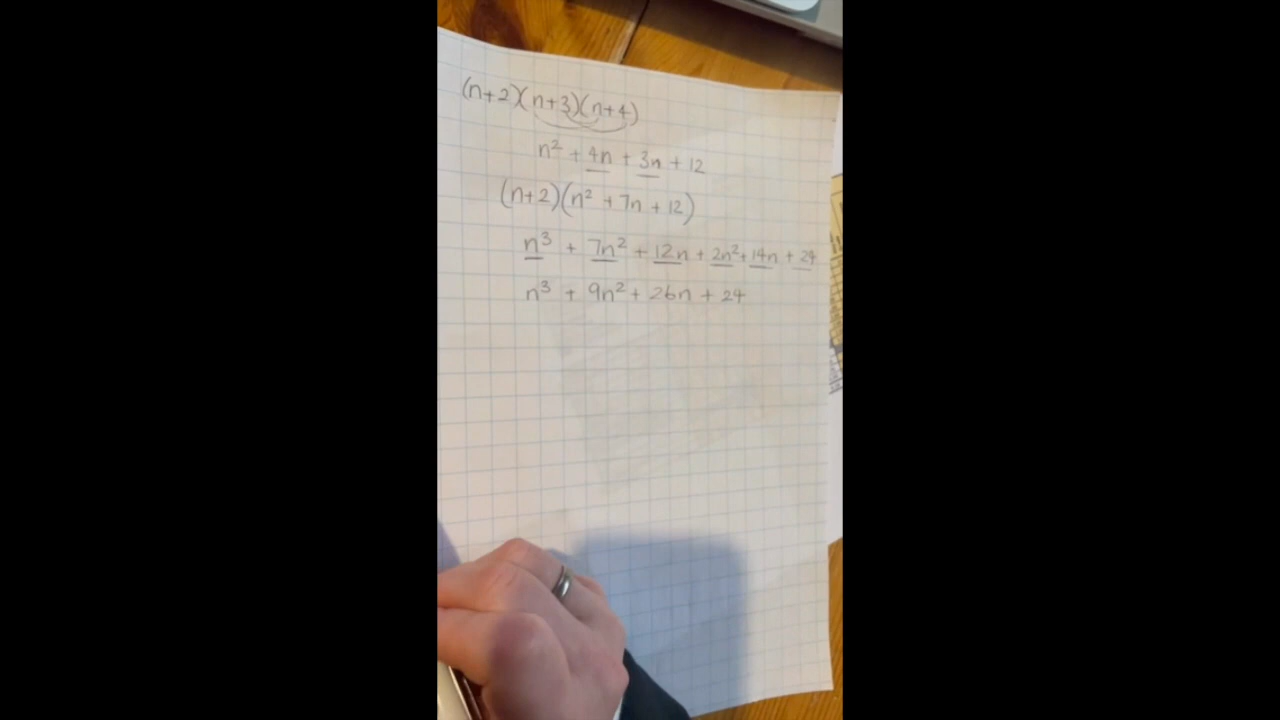 (n+2)(n+3)(n+4)
n² + 4n + 3n + 12
(n+2)(n² + 7n + 12)
n³ + 7n² + 12n + 2n² + 14n + 24
n³ + 9n² + 26n + 24